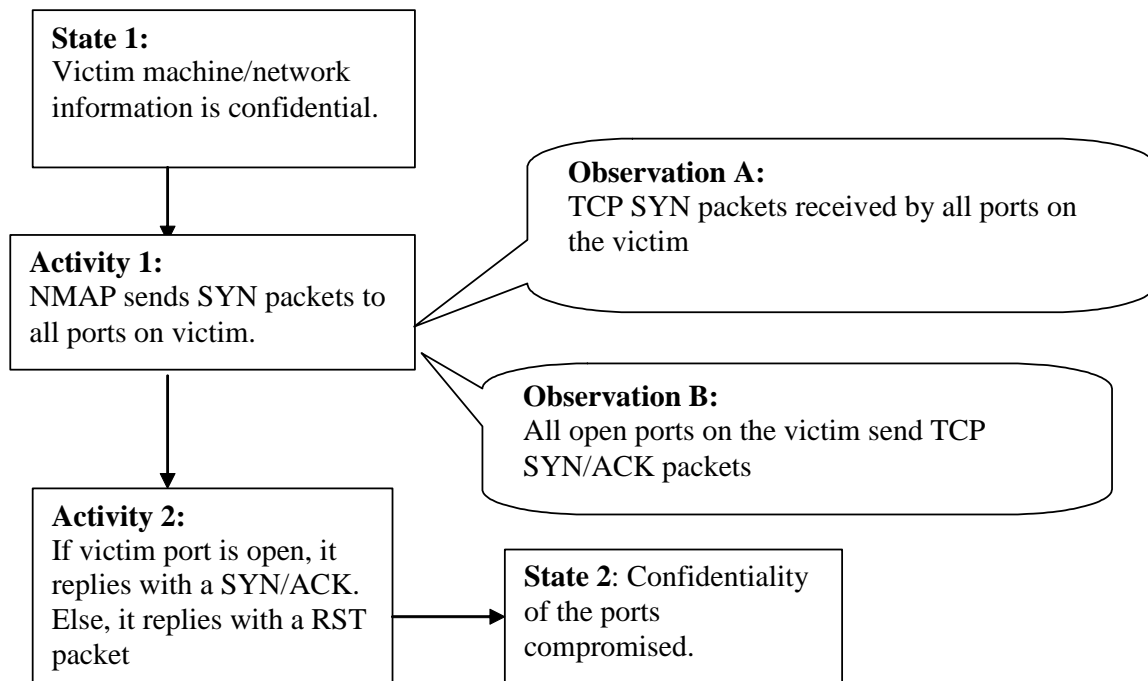 State 1:
Victim machine/network
information is confidential.
Observation A:
TCP SYN packets received by all ports on
the victim
Activity 1:
NMAP sends SYN packets to
all ports on victim.
Observation B:
All open ports on the victim send TCP
SYN/ACK packets
Activity 2:
If victim port is open, it
replies with a SYN/ACK.
Else, it replies with a RST
packet
State 2: Confidentiality
of the ports
compromised.